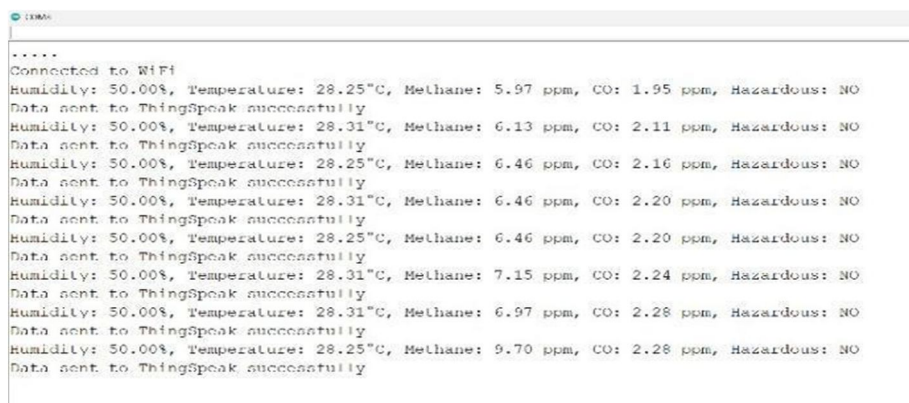 .....
Connected to WiFi
Humidity: 50.00%, Temperature: 28.25°C, Methane: 5.97 ppm, CO: 1.95 ppm, Hazardous: NO
Data sent to ThingSpeak successfully
Humidity: 50.00%, Temperature: 28.31°C, Methane: 6.13 ppm, CO: 2.11 ppm, Hazardous: NO
Data sent to ThingSpeak successfully
Humidity: 50.00%, Temperature: 28.25°C, Methane: 6.46 ppm, CO: 2.16 ppm, Hazardous: NO
Data sent to ThingSpeak successfully
Humidity: 50.00%, Temperature: 28.31°C, Methane: 6.46 ppm, CO: 2.20 ppm, Hazardous: NO
Data sent to ThingSpeak successfully
Humidity: 50.00%, Temperature: 28.25°C, Methane: 6.46 ppm, CO: 2.20 ppm, Hazardous: NO
Data sent to ThingSpeak successfully
Humidity: 50.00%, Temperature: 28.31°C, Methane: 7.15 ppm, CO: 2.24 ppm, Hazardous: NO
Data sent to ThingSpeak successfully
Humidity: 50.00%, Temperature: 28.31°C, Methane: 6.97 ppm, CO: 2.28 ppm, Hazardous: NO
Data sent to ThingSpeak successfully
Humidity: 50.00%, Temperature: 28.25°C, Methane: 9.70 ppm, CO: 2.28 ppm, Hazardous: NO
Data sent to ThingSpeak successfully